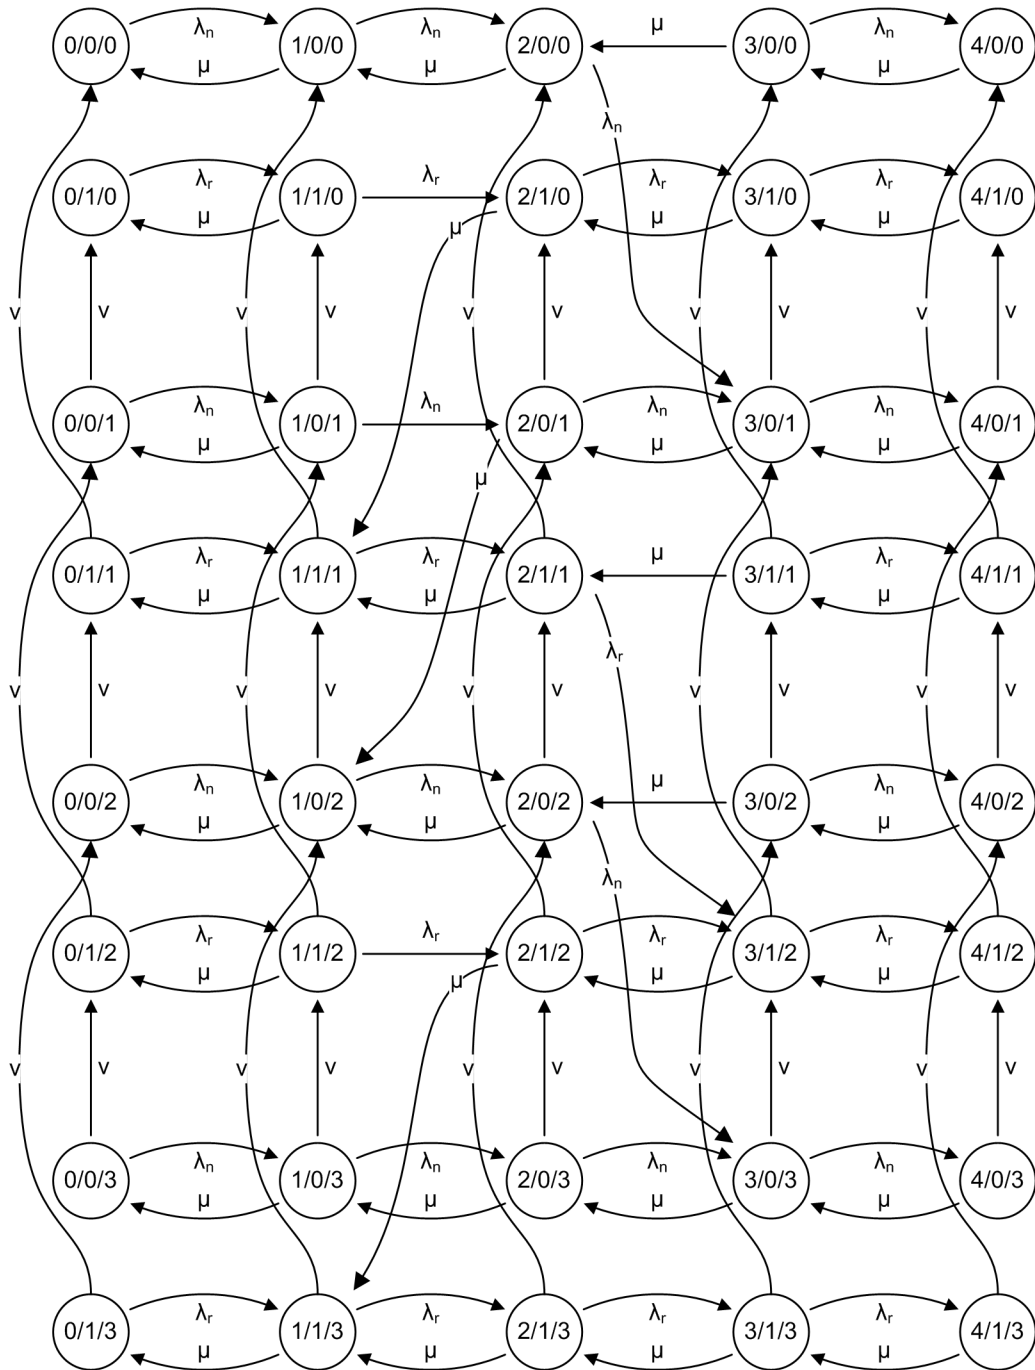 λn λn μ λn
0/0/0 1/0/0 2/0/0 3/0/0 4/0/0
μ μ μ
λn
λr λr λr λr
0/1/0 1/1/0 2/1/0 3/1/0 4/1/0
μ μ μ μ
v v v v v v v v v v
λn λn λn λn
0/0/1 1/0/1 2/0/1 3/0/1 4/0/1
μ μ μ μ
λr λr μ λr
0/1/1 1/1/1 2/1/1 3/1/1 4/1/1
μ μ μ
λr
v v v v v v v v v v
λn λn μ λn
0/0/2 1/0/2 2/0/2 3/0/2 4/0/2
μ μ μ
λn
λr λr λr λr
0/1/2 1/1/2 2/1/2 3/1/2 4/1/2
μ μ μ μ
v v v v v v v v v v
0/0/3 1/0/3 2/0/3 3/0/3 4/0/3
λn λn λn λn
μ μ μ μ
0/1/3 1/1/3 2/1/3 3/1/3 4/1/3
λr λr λr λr
μ μ μ μ